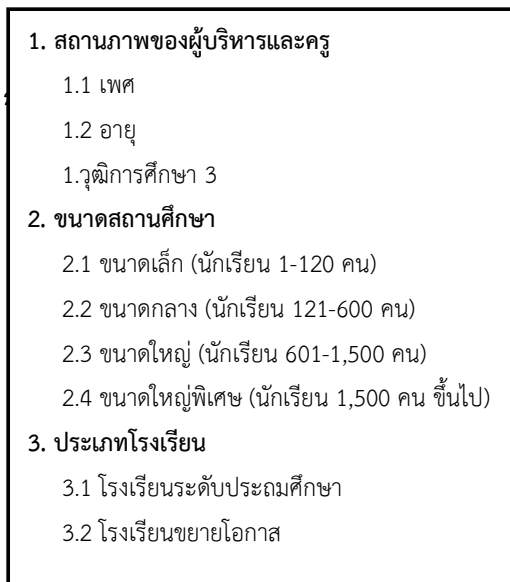 1. สถานภาพของผู้บริหารและครู
1.1 เพศ
1.2 อายุ
1.วุฒิการศึกษา 3
2. ขนาดสถานศึกษา
2.1 ขนาดเล็ก (นักเรียน 1-120 คน)
2.2 ขนาดกลาง (นักเรียน 121-600 คน)
2.3 ขนาดใหญ่ (นักเรียน 601-1,500 คน)
2.4 ขนาดใหญ่พิเศษ (นักเรียน 1,500 คน ขึ้นไป)
3. ประเภทโรงเรียน
3.1 โรงเรียนระดับประถมศึกษา
3.2 โรงเรียนขยายโอกาส